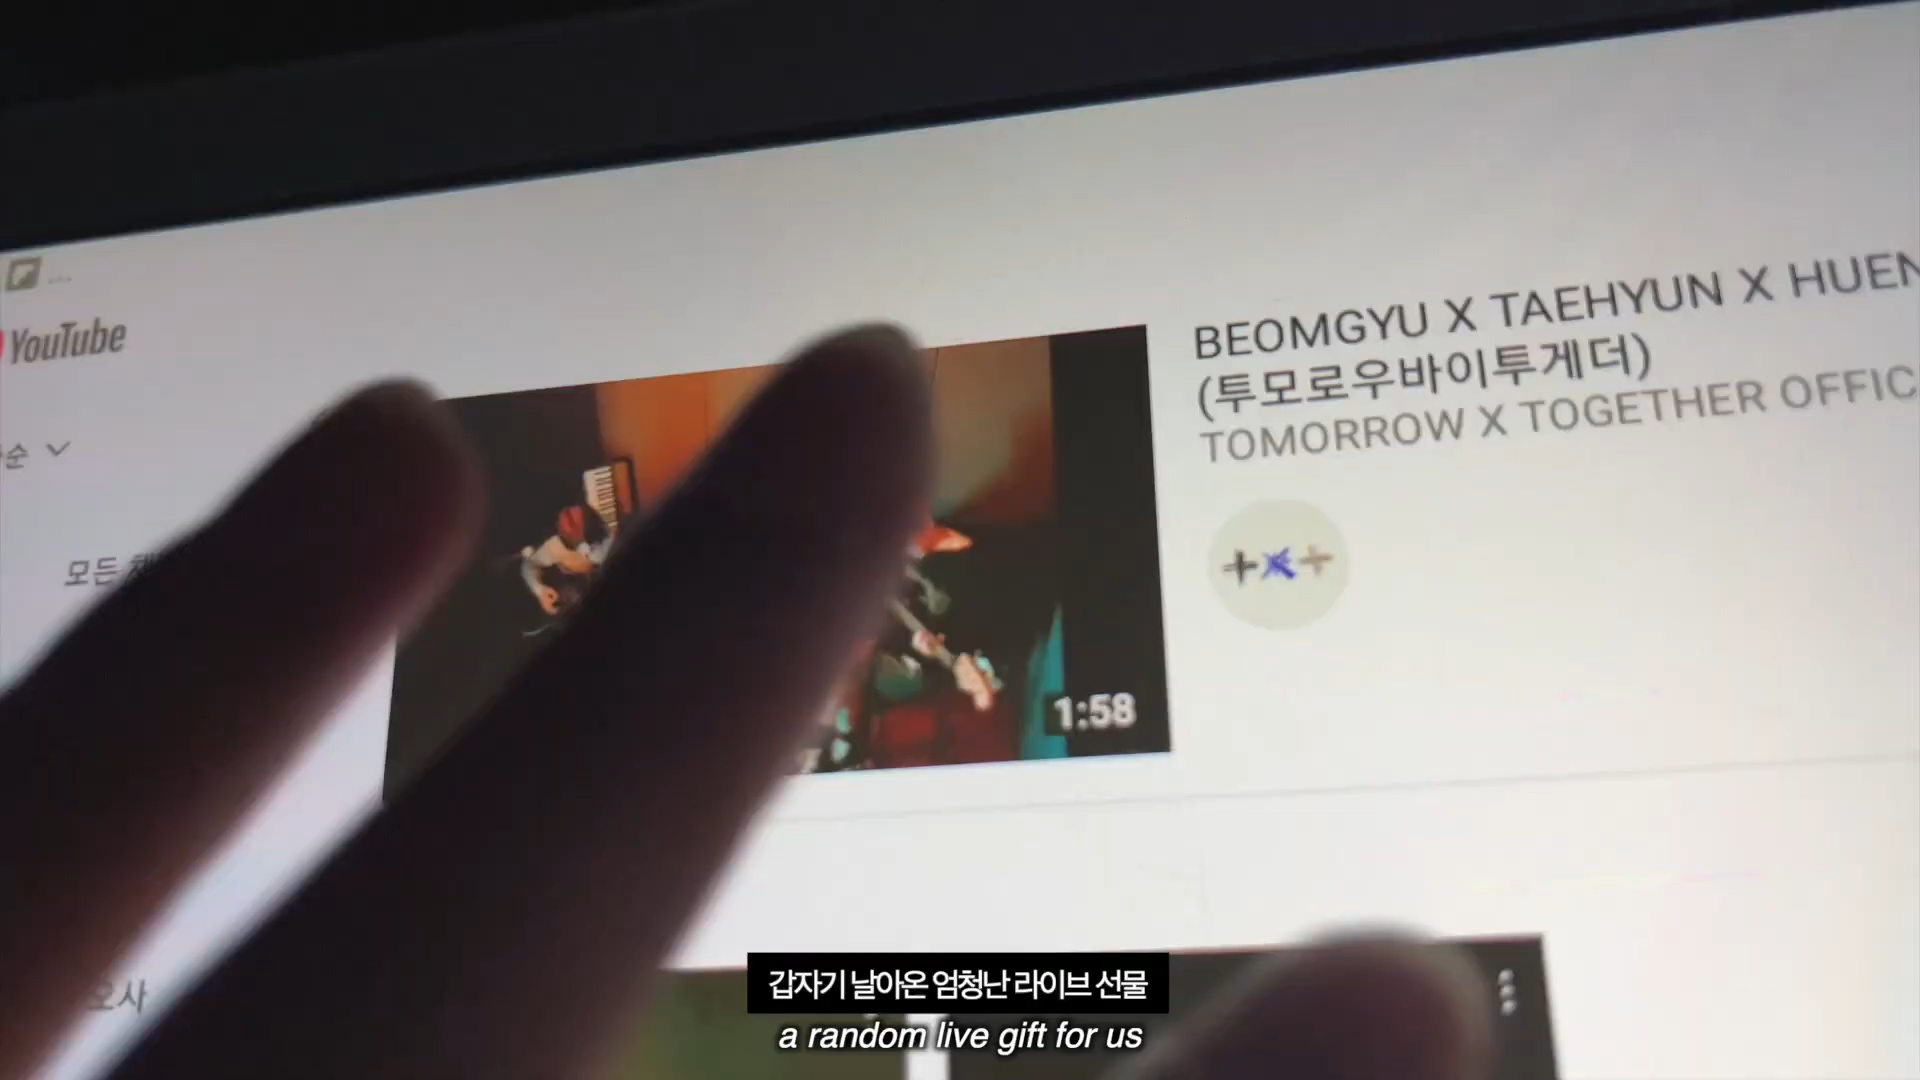 YouTube
순
모든
BEOMGYU X TAEHYUN X HUEN
(투모로우바이투게더)
TOMORROW X TOGETHER OFFIC
+x+
1:58
오사
갑자기 날아온 엄청난 라이브 선물
a random live gift for us